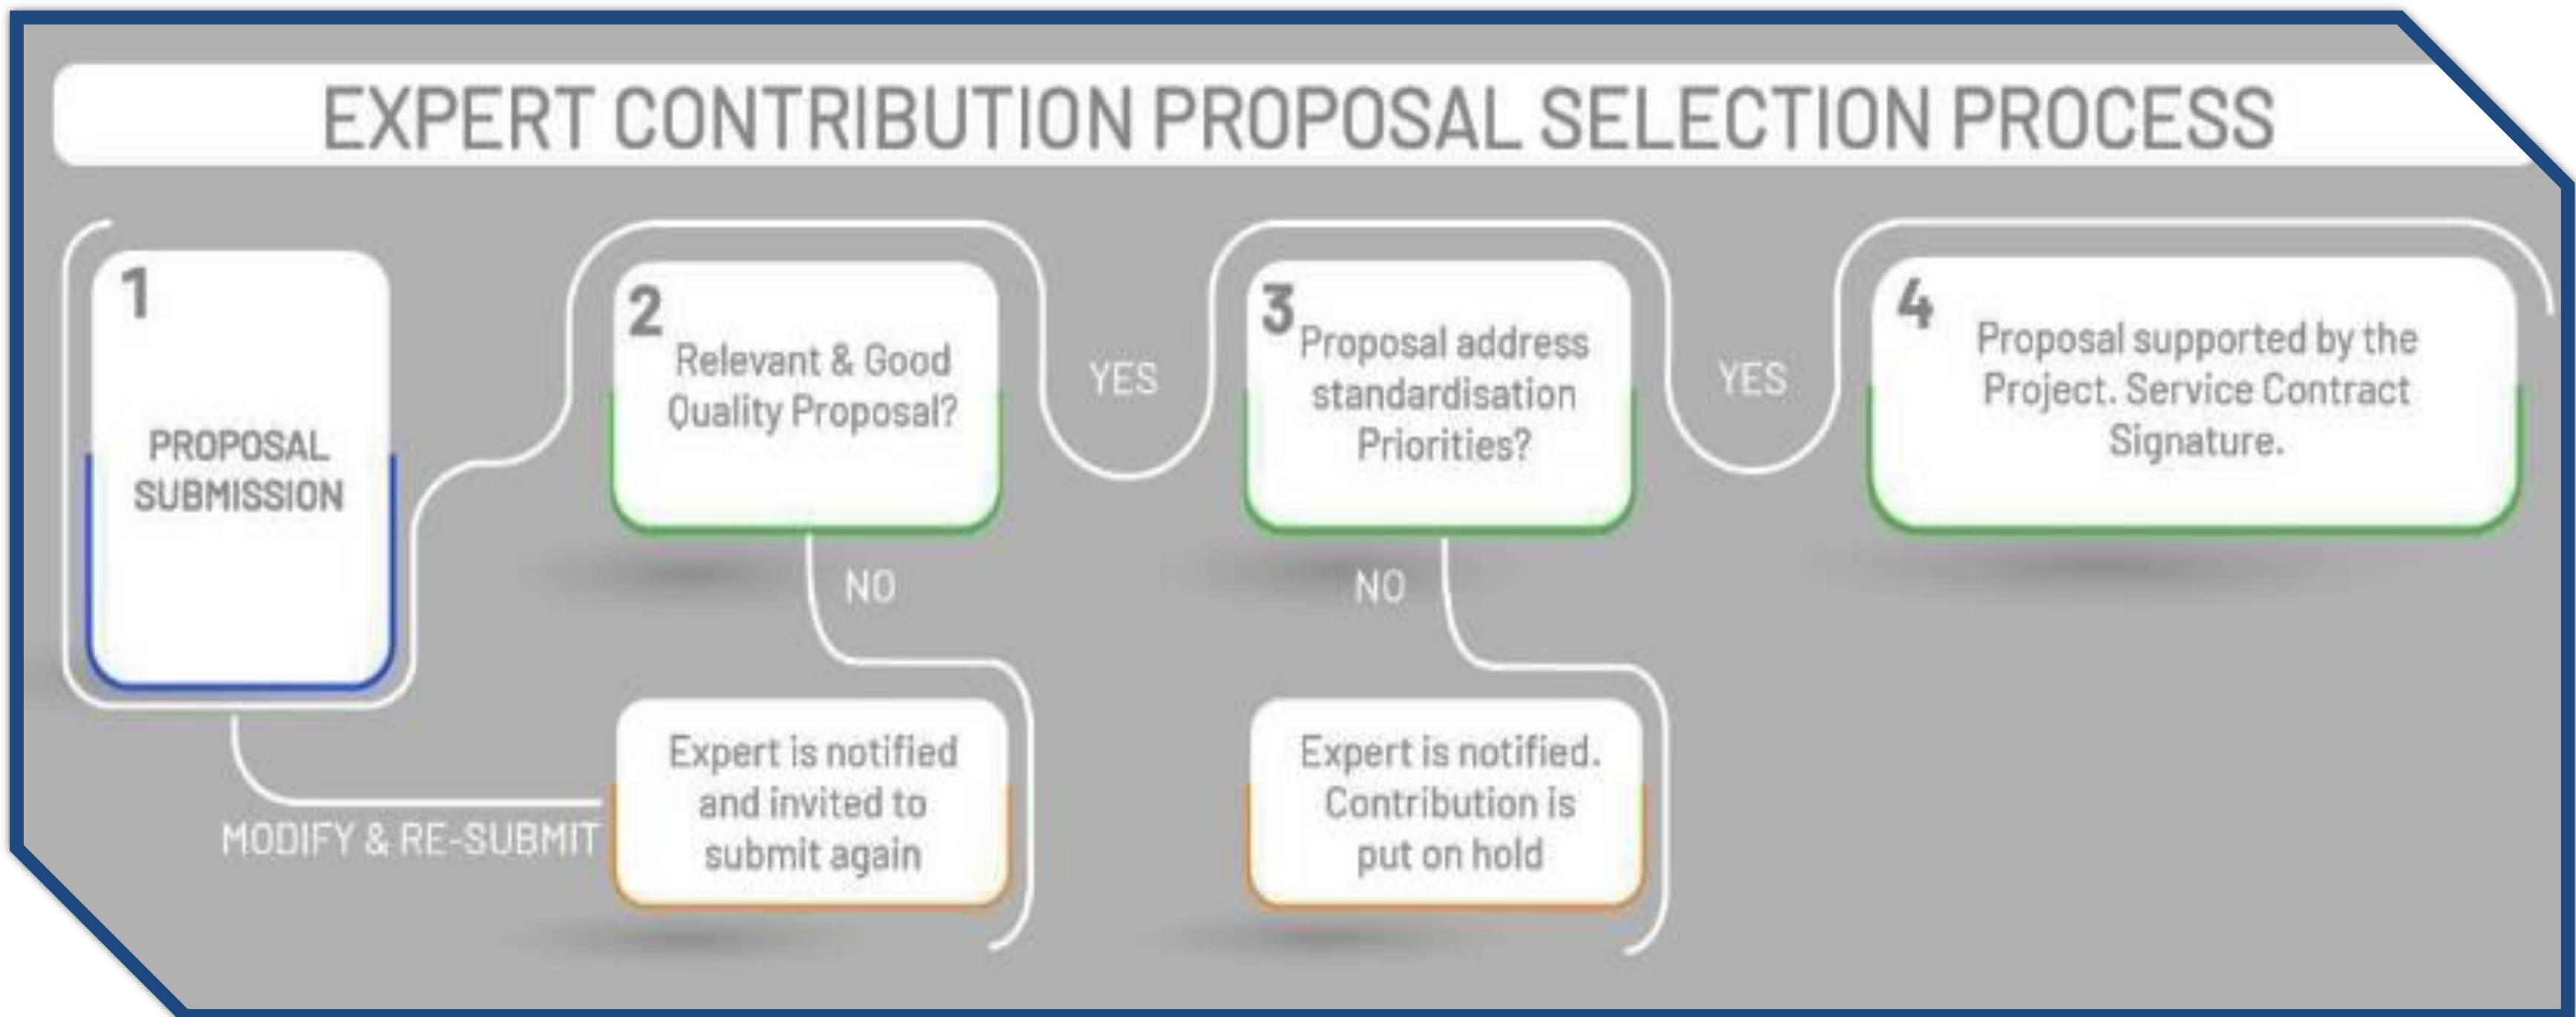 EXPERT CONTRIBUTION PROPOSAL SELECTION PROCESS
1
PROPOSAL
SUBMISSION
2
Relevant & Good
Quality Proposal?
YES
3
Proposal address
standardisation
Priorities?
YES
4
Proposal supported by the
Project. Service Contract
Signature.
NO
NO
MODIFY & RE-SUBMIT
Expert is notified
and invited to
submit again
Expert is notified.
Contribution is
put on hold